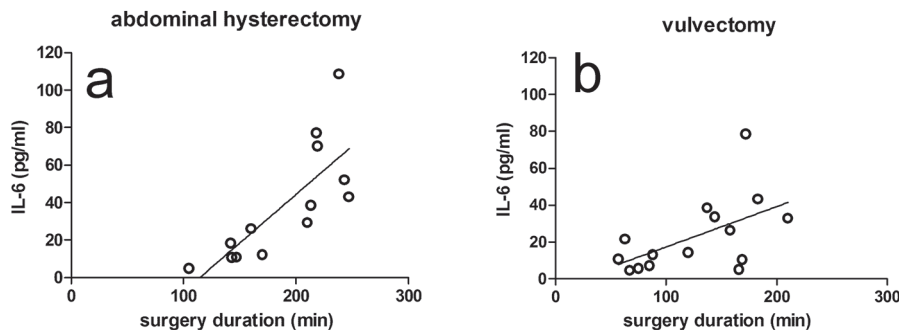 abdominal hysterectomy
a
120
100
80
60
40
20
0
IL-6 (pg/ml)
0 100 200 300
surgery duration (min)
vulvectomy
b
120
100
80
60
40
20
0
IL-6 (pg/ml)
0 100 200 300
surgery duration (min)